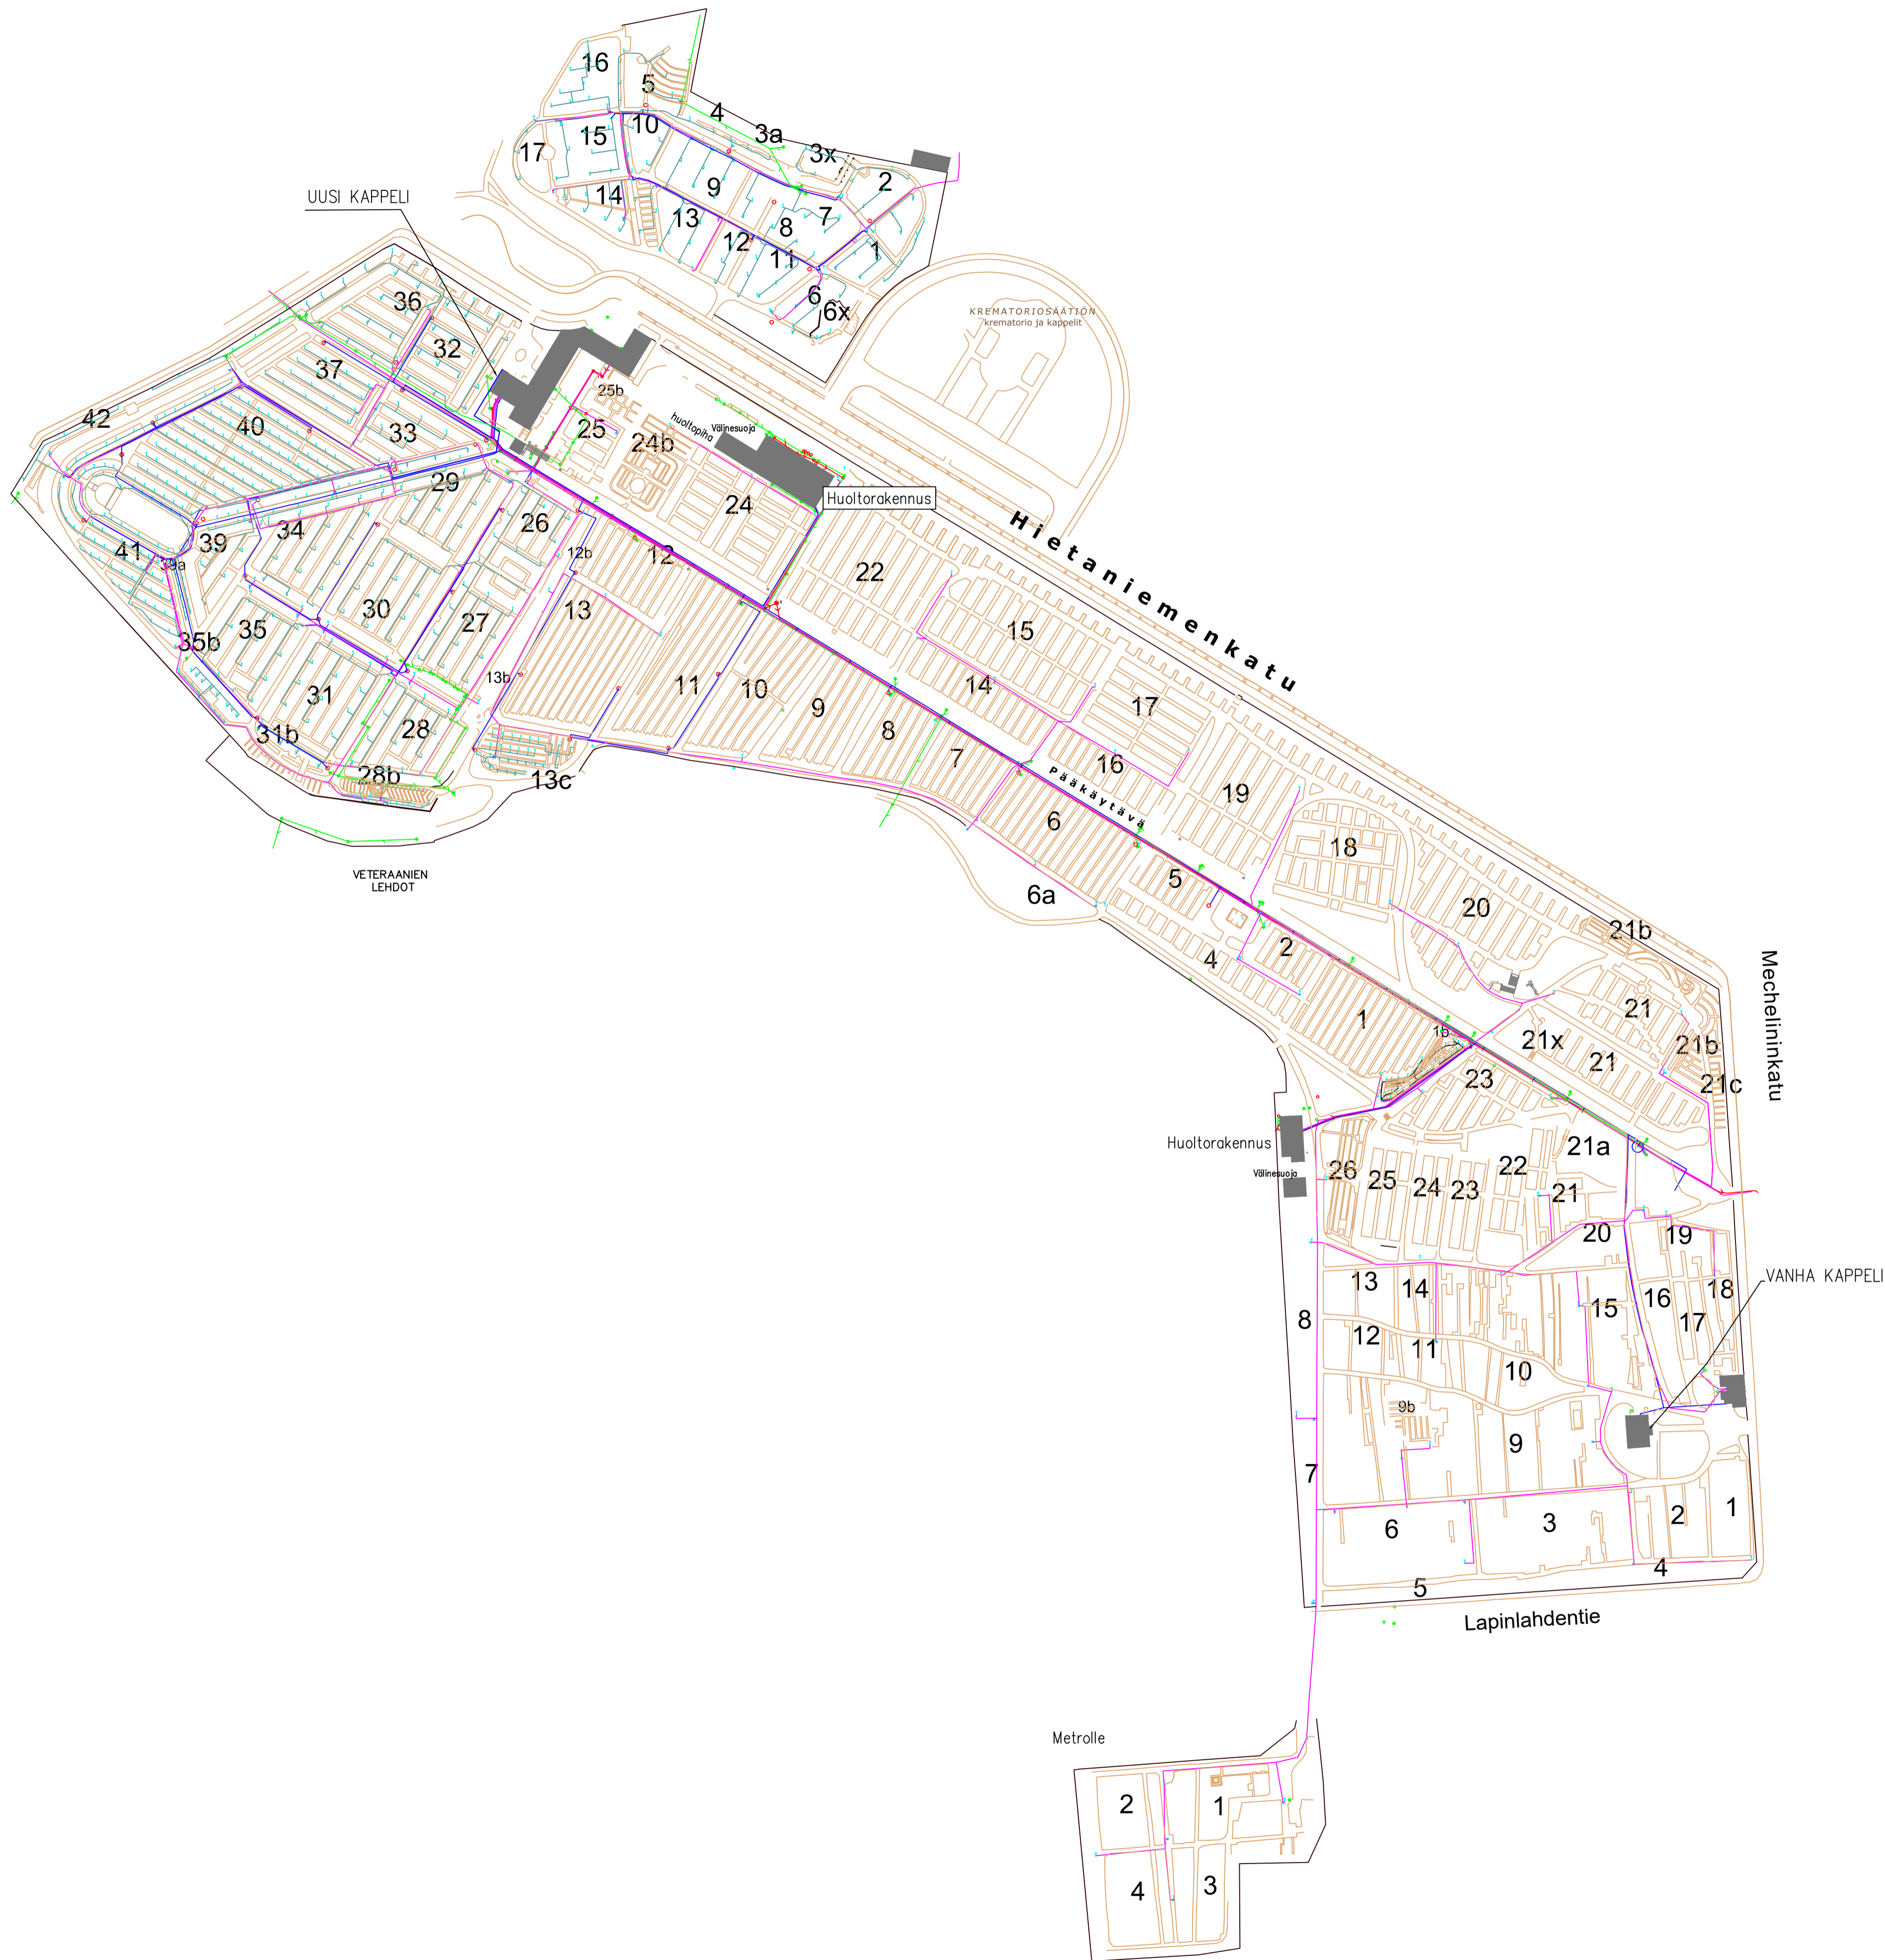 16
5
4
10
3a
15
3x
17
2
9
14
7
13
8
12
1
11
6
6x
UUSI KAPPELI
KREMATORIOSÄÄTIÖN
krematorio ja kappelit
36
32
37
25b
42
40
33
25
24b
huoltopiha
Välinesuoja
29
24
Huoltorakennus
34
26
39
41
39a
12b
12
22
Hietaniemenkatu
30
13
35
27
15
35b
13b
31
11
10
14
9
17
28
8
31b
7
16
28b
13c
Pääkäytävä
19
6
18
VETERAANIEN
LEHDOT
5
6a
20
21b
2
4
Mechelininkatu
21
1
1b
21x
21b
21
23
21c
Huoltorakennus
21a
Välinesuoja
26
25
24
23
22
21
20
19
VANHA KAPPELI
13
14
18
16
15
8
17
12
11
10
9b
9
7
2
1
6
3
4
5
Lapinlahdentie
Metrolle
2
1
4
3